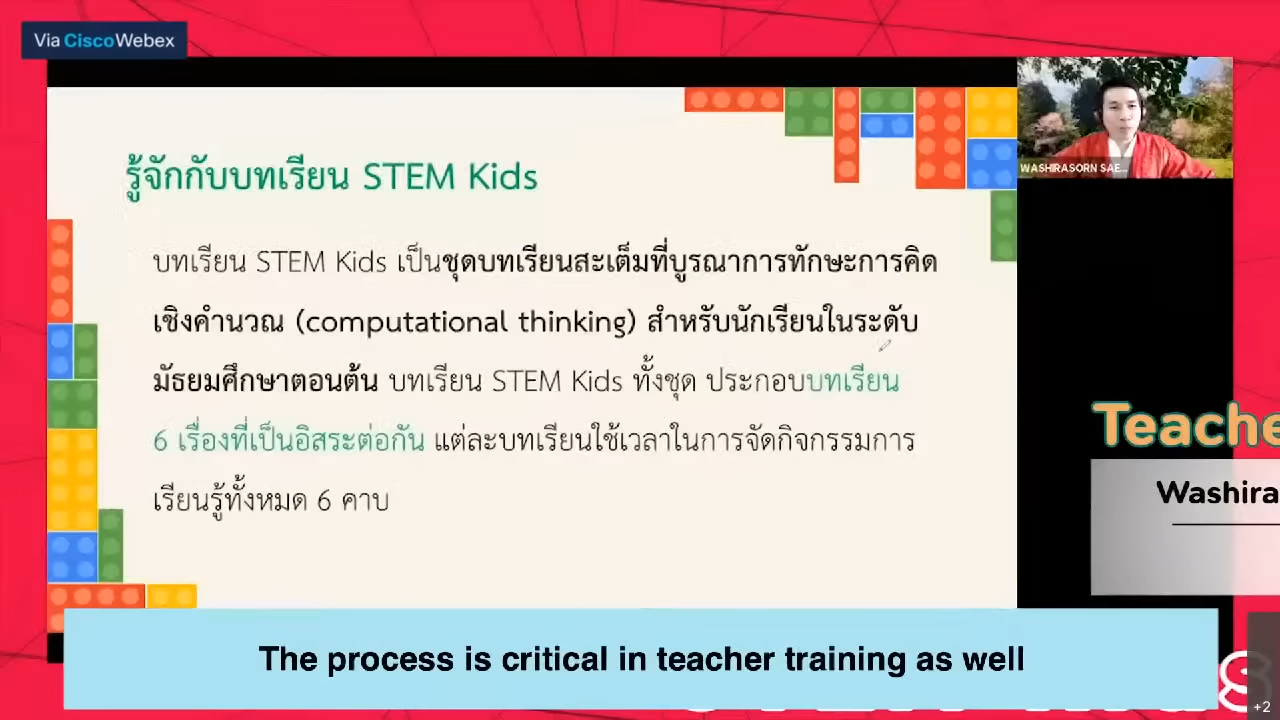 Via CiscoWebex
WASHIRASORN SAE...
รู้จักกับบทเรียน STEM Kids
บทเรียน STEM Kids เป็นชุดบทเรียนสะเต็มที่บูรณาการทักษะการคิด
เชิงคำนวณ (computational thinking) สำหรับนักเรียนในระดับ
มัธยมศึกษาตอนต้น บทเรียน STEM Kids ทั้งชุด ประกอบบทเรียน
6 เรื่องที่เป็นอิสระต่อกัน แต่ละบทเรียนใช้เวลาในการจัดกิจกรรมการ
เรียนรู้ทั้งหมด 6 คาบ
Teache
Washira
The process is critical in teacher training as well
+2